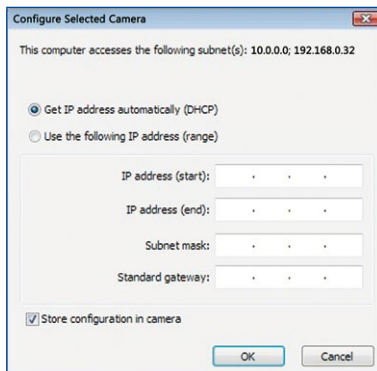 Configure Selected Camera
This computer accesses the following subnet(s): 10.0.0.0; 192.168.0.32
Get IP address automatically (DHCP)
Use the following IP address (range)
IP address (start):
IP address (end):
Subnet mask:
Standard gateway:
Store configuration in camera
OK Cancel